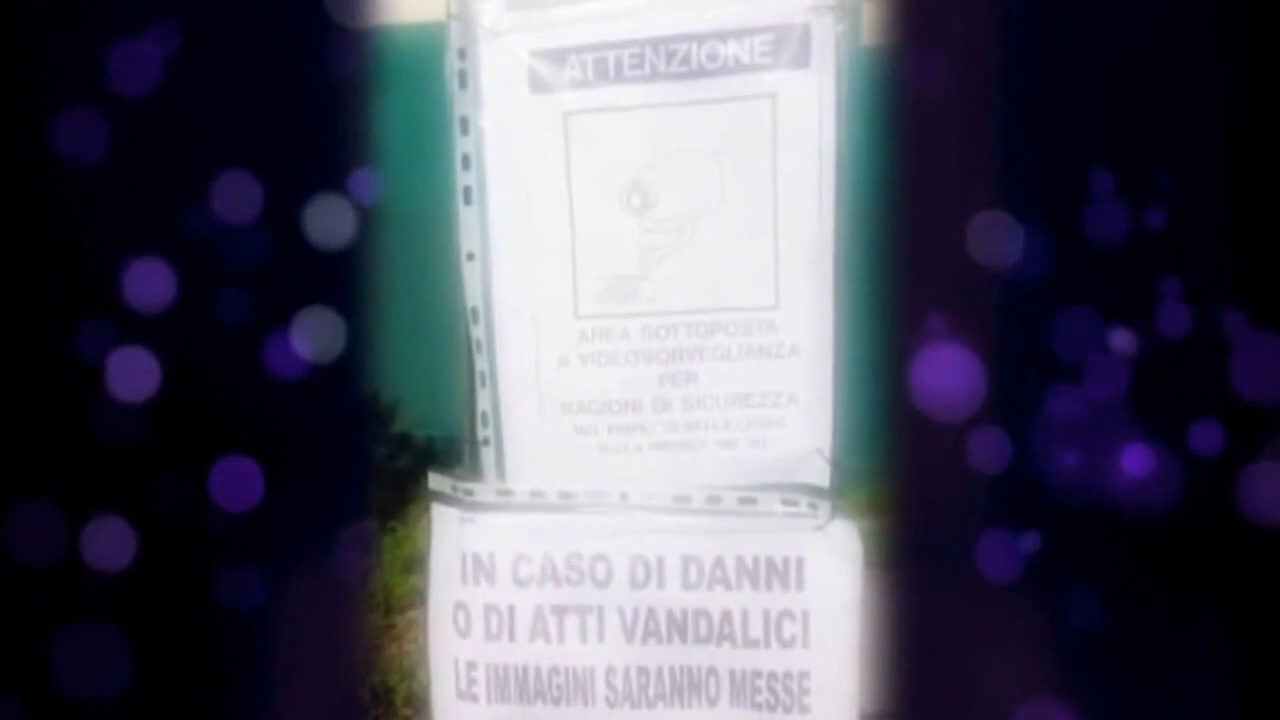 ATTENZIONE
AREA SOTTOPOSTA
A VIDEOSORVEGLIANZA
PER
RAGIONI DI SICUREZZA
IN CASO DI DANNI
O DI ATTI VANDALICI
LE IMMAGINI SARANNO MESSE